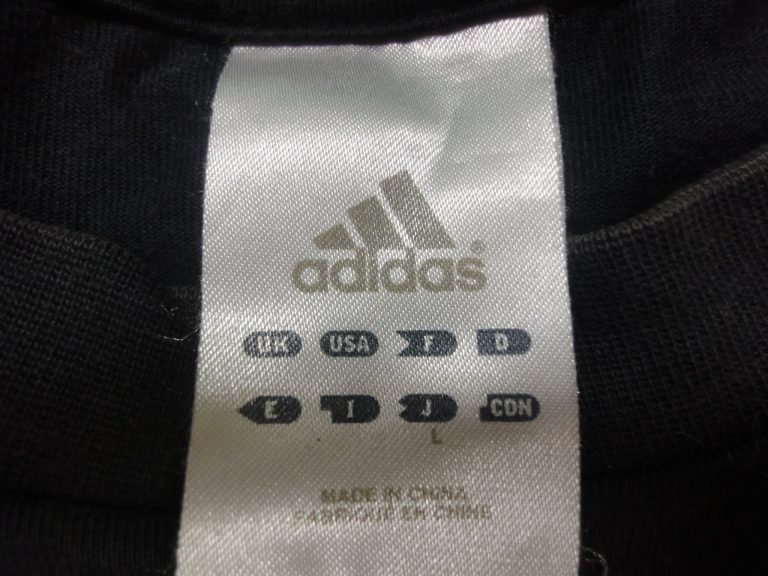 adidas®
UK USA F D
E I J CDN
L
MADE IN CHINA
FABRIQUE EN CHINE